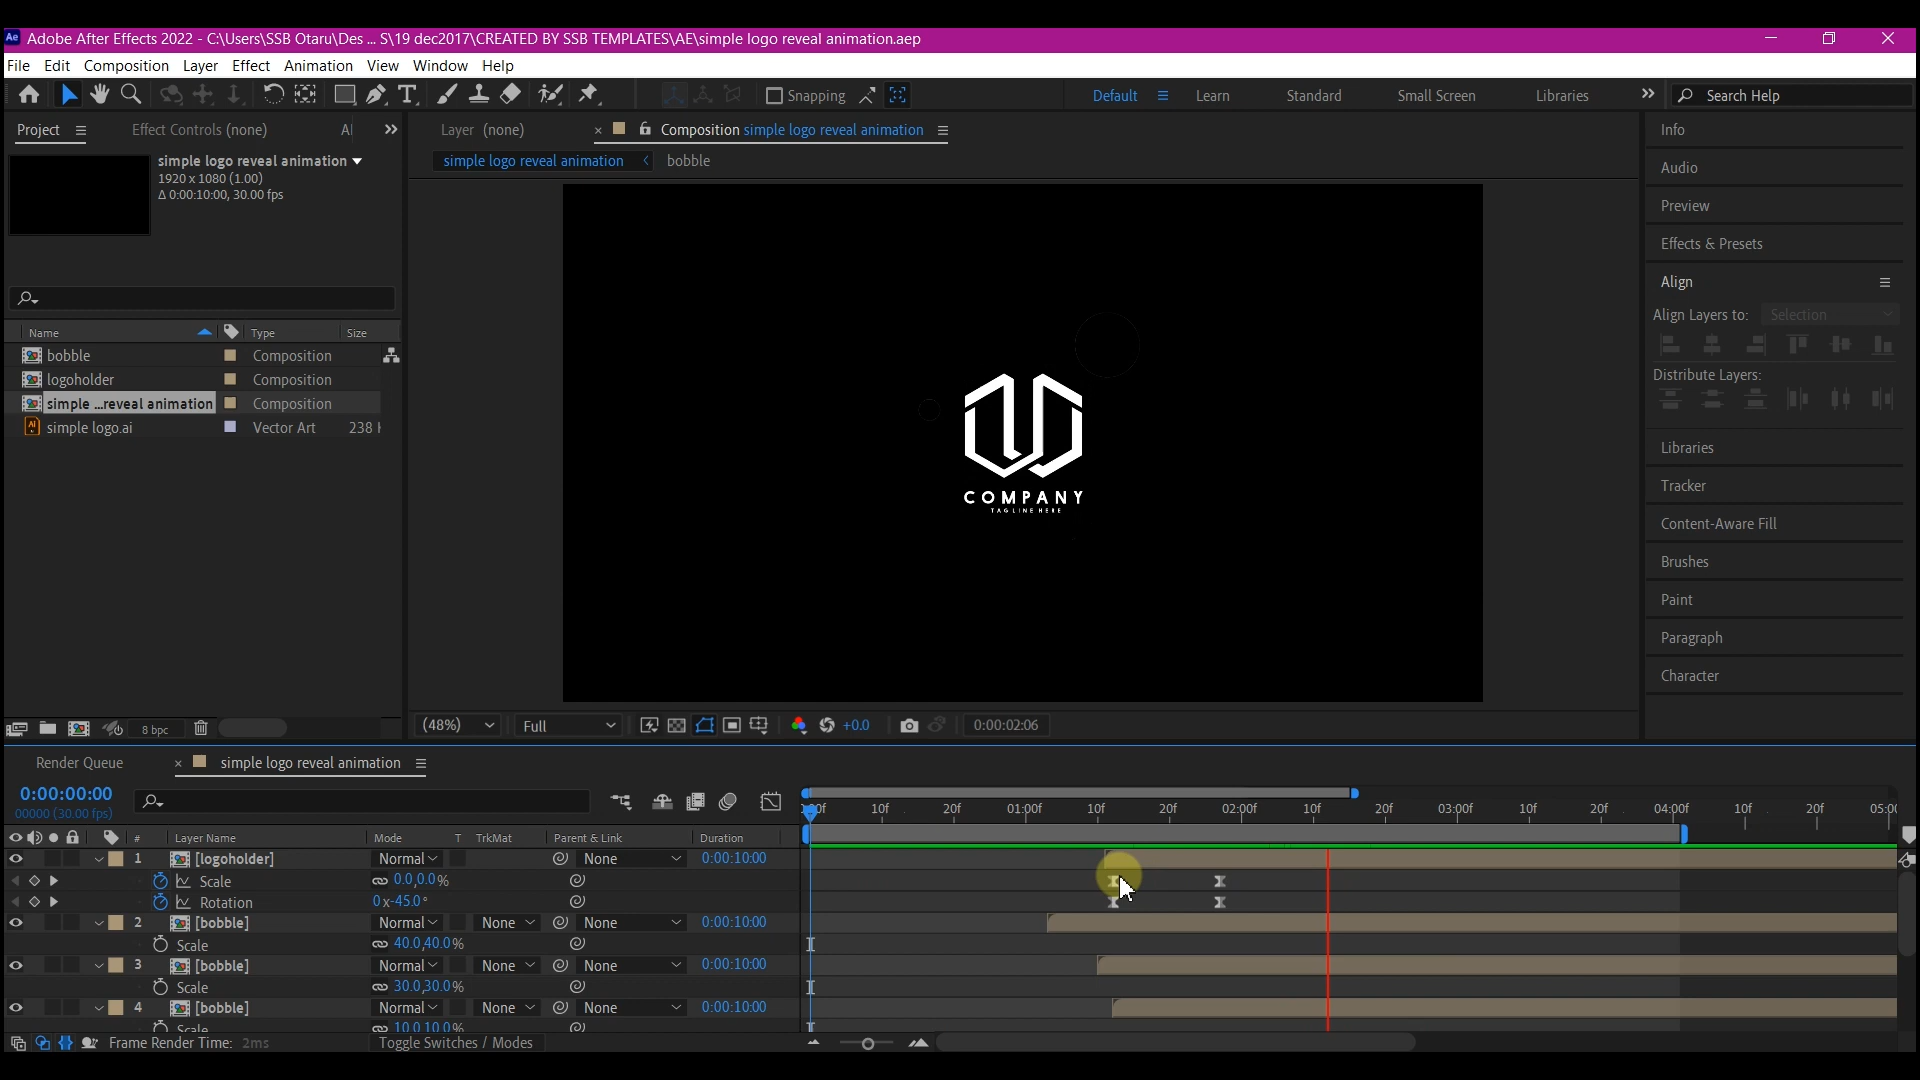 Ae Adobe After Effects 2022 - C:\Users\SSB Otaru\Des ... S\19 dec2017\CREATED BY SSB TEMPLATES\AE\simple logo reveal animation.aep
File Edit Composition Layer Effect Animation View Window Help
Snapping Default Learn Standard Small Screen Libraries Search Help
Project Effect Controls (none) Layer (none) × Composition simple logo reveal animation
simple logo reveal animation bobble
simple logo reveal animation
1920 x 1080 (1.00)
Δ 0:00:10:00, 30.00 fps
Name Type Size
bobble Composition
logoholder Composition
simple ...reveal animation Composition
simple logo.ai Vector Art 238
8 bpc
COMPANY
TAG LINE HERE
(48%) Full +0.0 0:00:02:06
Info
Audio
Preview
Effects & Presets
Align
Align Layers to: Selection
Distribute Layers:
Libraries
Tracker
Content-Aware Fill
Brushes
Paint
Paragraph
Character
Render Queue × simple logo reveal animation
0:00:00:00
00000 (30.00 fps)
10f 20f 01:00f 10f 20f 02:00f 10f 20f 03:00f 10f 20f 04:00f 10f 20f
# Layer Name Mode T TrkMat Parent & Link Duration
1 [logoholder] Normal None 0:00:10:00
Scale 0.0,0.0%
Rotation 0x-45.0°
2 [bobble] Normal None None 0:00:10:00
Scale 40.0,40.0%
3 [bobble] Normal None None 0:00:10:00
Scale 30.0,30.0%
4 [bobble] Normal None None 0:00:10:00
Scale 10.0,10.0%
Frame Render Time: 2ms Toggle Switches / Modes